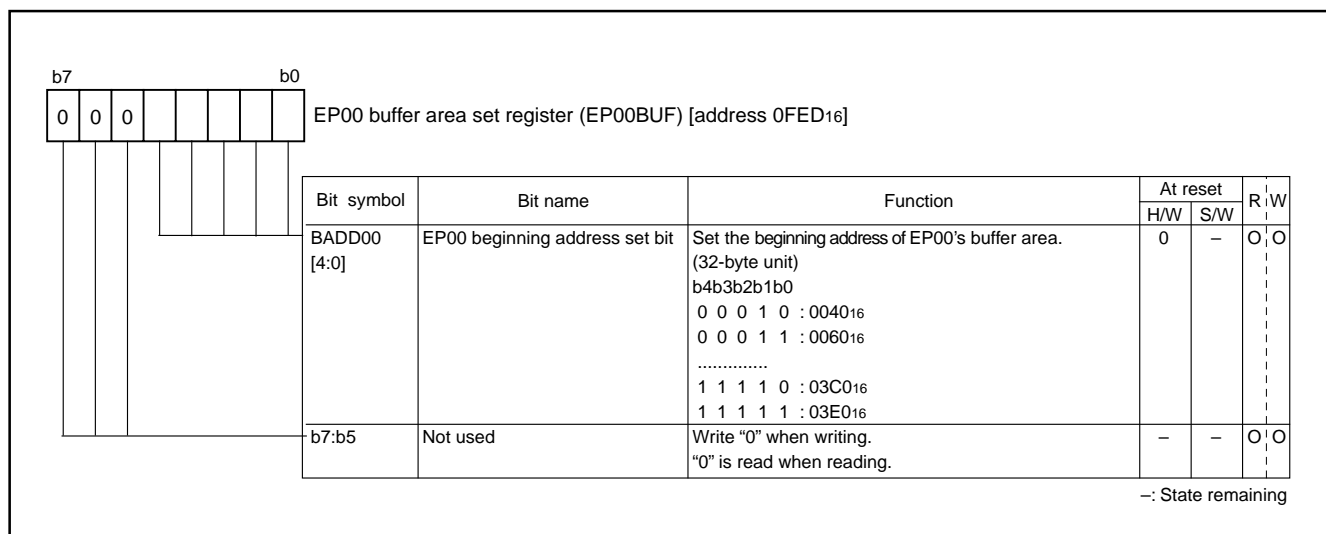 b7 b0
0 0 0
EP00 buffer area set register (EP00BUF) [address 0FED16]
Bit symbol Bit name Function At reset R W
H/W S/W
BADD00 EP00 beginning address set bit Set the beginning address of EP00's buffer area. 0 – O O
[4:0] (32-byte unit)
b4b3b2b1b0
0 0 0 1 0 : 004016
0 0 0 1 1 : 006016
..............
1 1 1 1 0 : 03C016
1 1 1 1 1 : 03E016
b7:b5 Not used Write “0” when writing. – – O O
“0” is read when reading.
–: State remaining